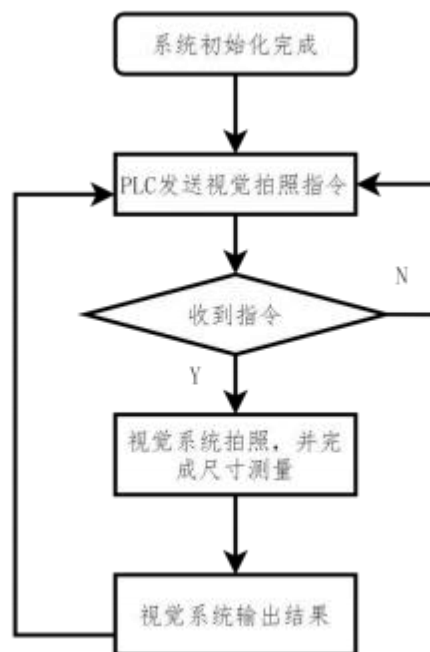 系统初始化完成
PLC发送视觉拍照指令
收到指令
N
Y
视觉系统拍照，并完
成尺寸测量
视觉系统输出结果